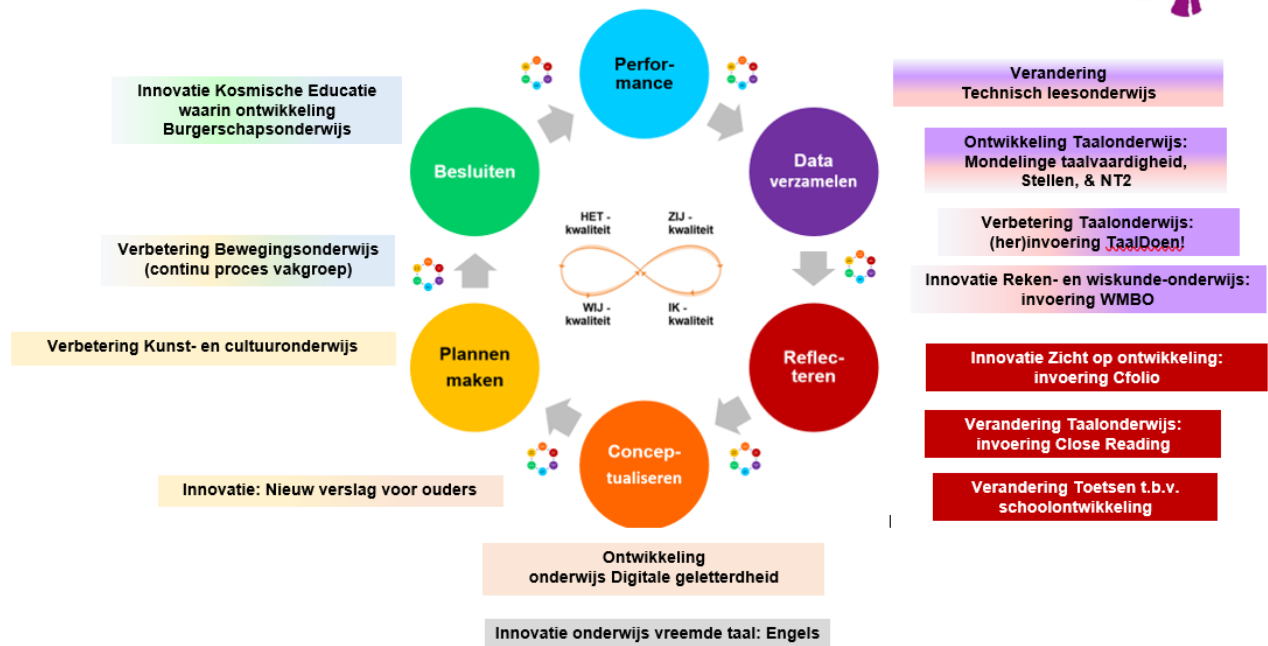 Perfor-
mance
Innovatie Kosmische Educatie
waarin ontwikkeling
Burgerschapsonderwijs
Verandering
Technisch leesonderwijs
Besluiten
Data
verzamelen
Ontwikkeling Taalonderwijs:
Mondelinge taalvaardigheid,
Stellen, & NT2
HET -
kwaliteit
ZIJ -
kwaliteit
Verbetering Taalonderwijs:
(her)invoering TaalDoen!
Verbetering Bewegingsonderwijs
(continu proces vakgroep)
Innovatie Reken- en wiskunde-onderwijs:
invoering WMBO
WIJ -
kwaliteit
IK -
kwaliteit
Verbetering Kunst- en cultuuronderwijs
Plannen
maken
Reflec-
teren
Innovatie Zicht op ontwikkeling:
invoering Cfolio
Verandering Taalonderwijs:
invoering Close Reading
Concep-
tualiseren
Innovatie: Nieuw verslag voor ouders
Verandering Toetsen t.b.v.
schoolontwikkeling
Ontwikkeling
onderwijs Digitale geletterdheid
Innovatie onderwijs vreemde taal: Engels